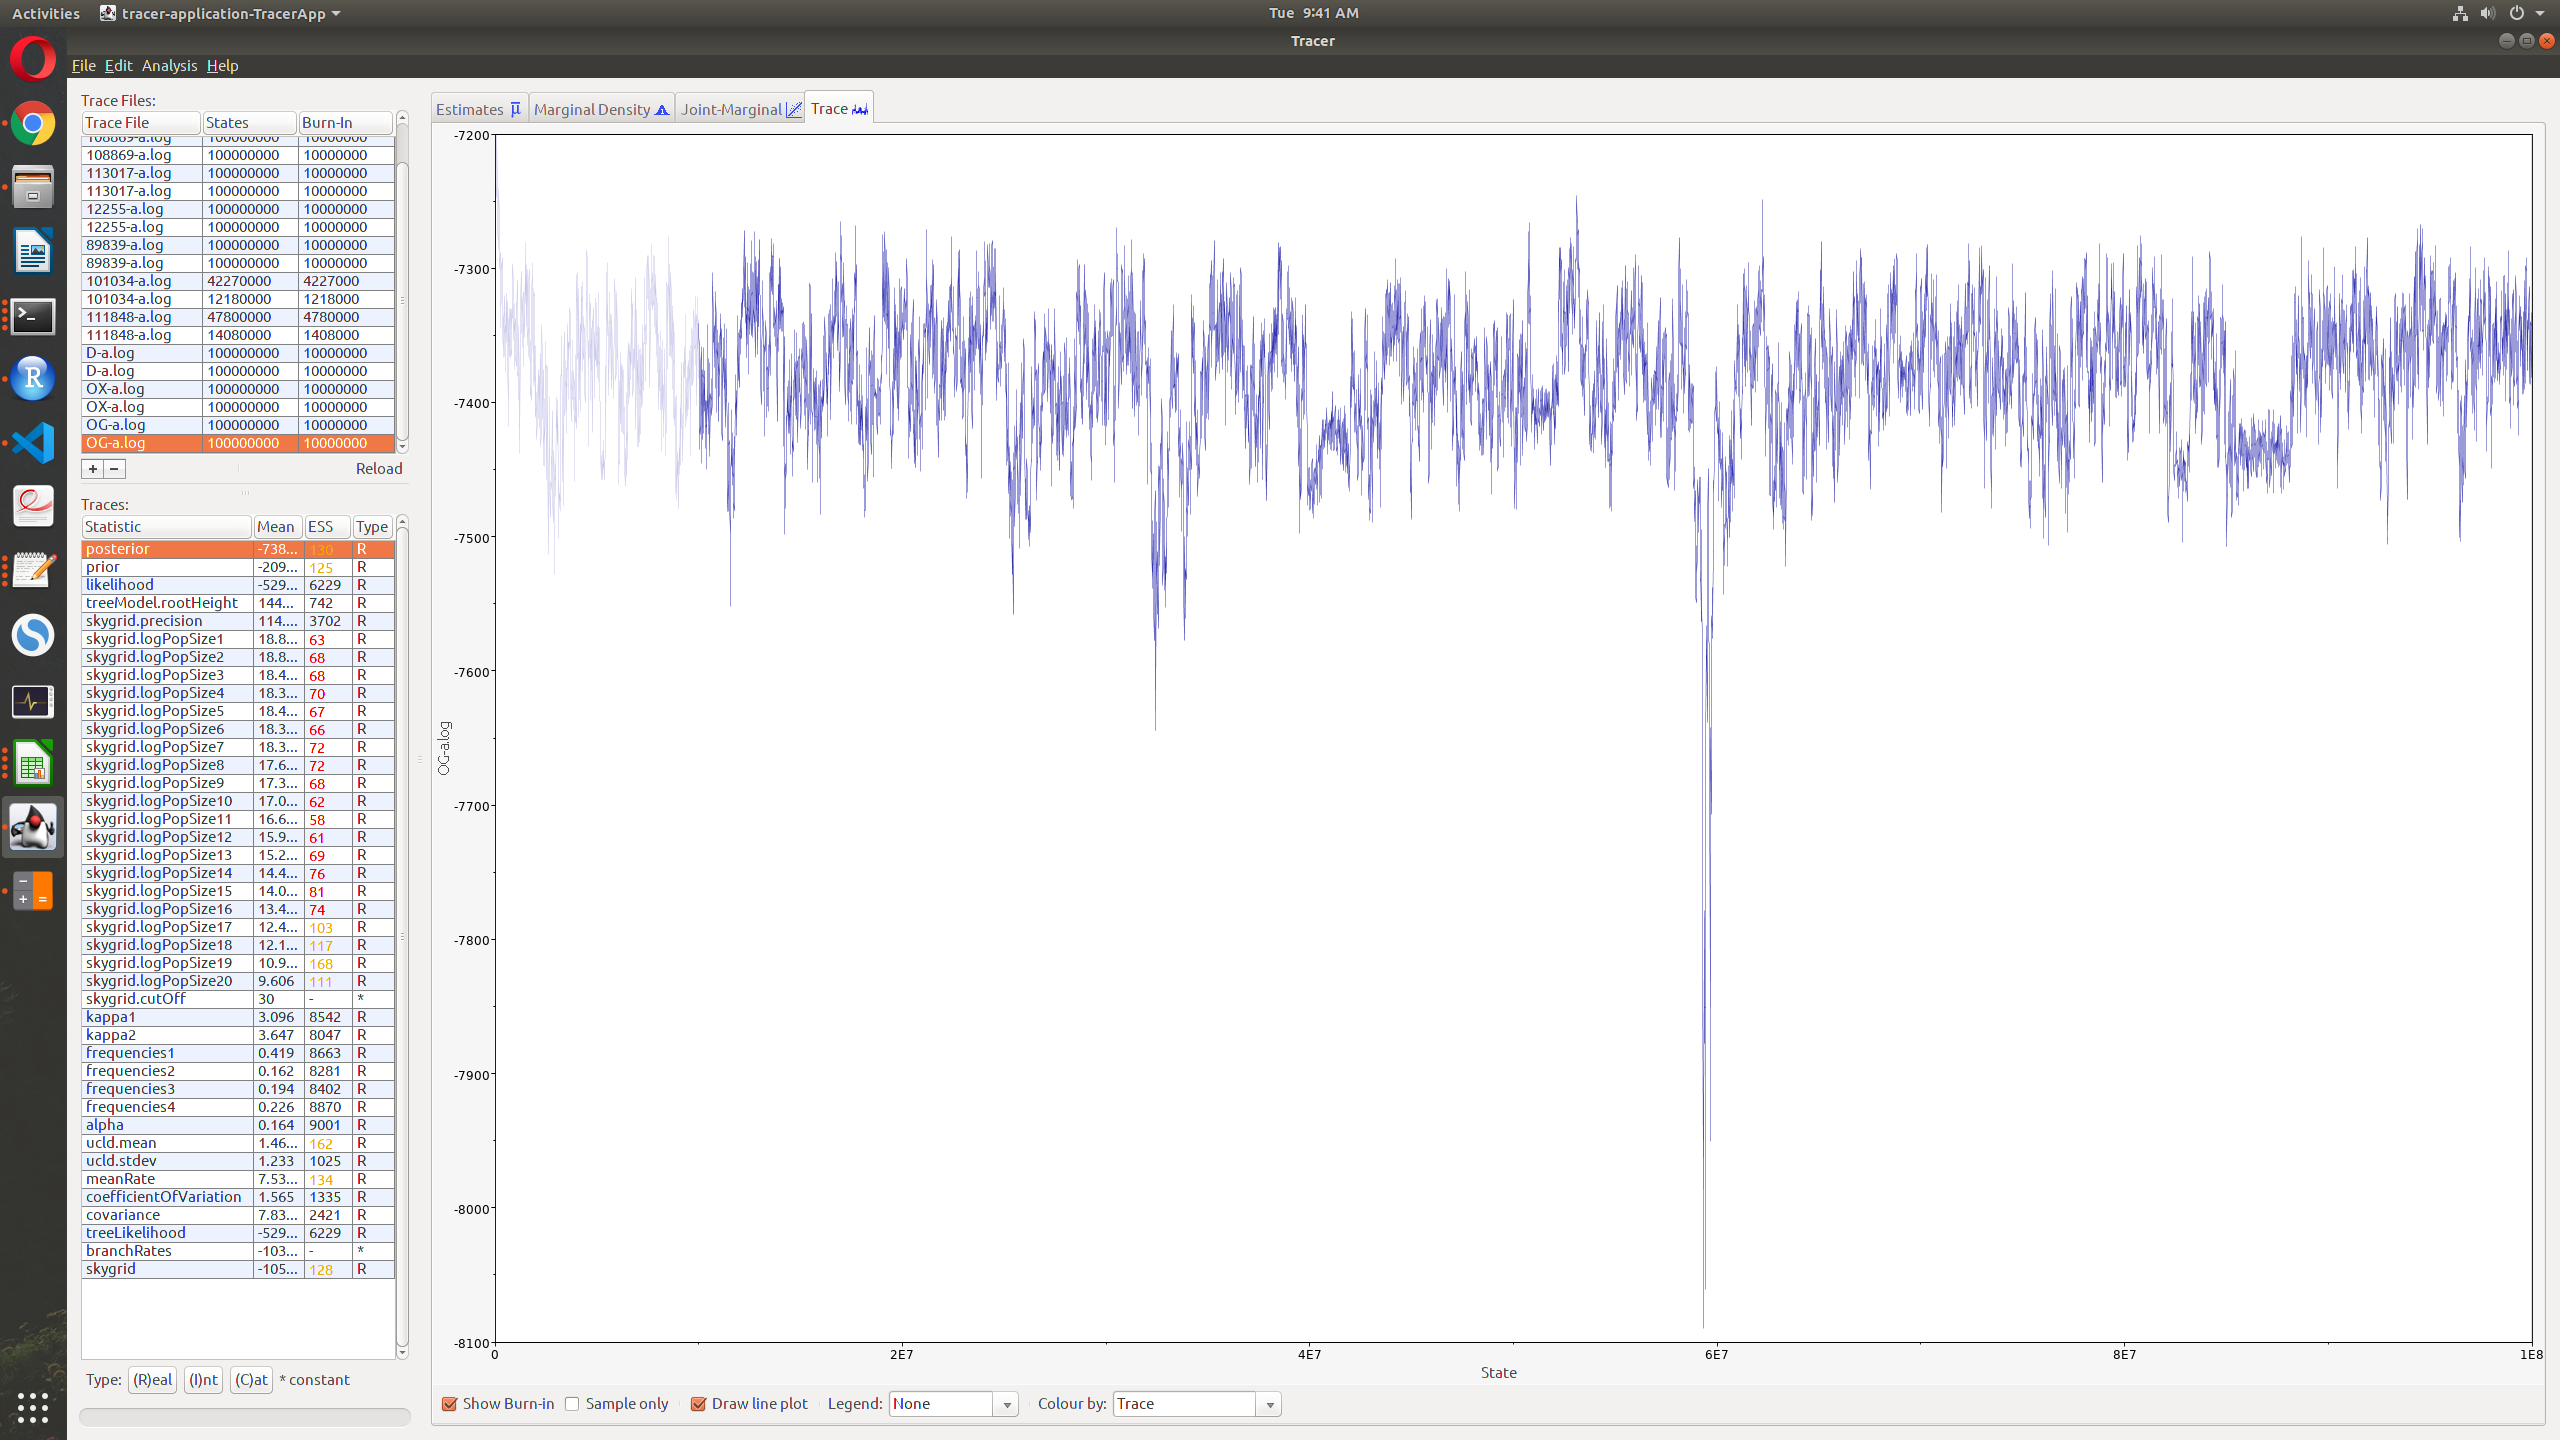 Activities tracer-application-TracerApp Tue 9:41 AM
Tracer
File Edit Analysis Help
Trace Files:
Trace File States Burn-In
108869-a.log 100000000 10000000
108869-a.log 100000000 10000000
113017-a.log 100000000 10000000
113017-a.log 100000000 10000000
12255-a.log 100000000 10000000
12255-a.log 100000000 10000000
89839-a.log 100000000 10000000
89839-a.log 100000000 10000000
101034-a.log 42270000 4227000
101034-a.log 12180000 1218000
111848-a.log 47800000 4780000
111848-a.log 14080000 1408000
D-a.log 100000000 10000000
D-a.log 100000000 10000000
OX-a.log 100000000 10000000
OX-a.log 100000000 10000000
OG-a.log 100000000 10000000
OG-a.log 100000000 10000000
+ − Reload
Traces:
Statistic Mean ESS Type
posterior -738... 130 R
prior -209... 125 R
likelihood -529... 6229 R
treeModel.rootHeight 144.... 742 R
skygrid.precision 114.... 3702 R
skygrid.logPopSize1 18.8... 63 R
skygrid.logPopSize2 18.8... 68 R
skygrid.logPopSize3 18.4... 68 R
skygrid.logPopSize4 18.3... 70 R
skygrid.logPopSize5 18.4... 67 R
skygrid.logPopSize6 18.3... 66 R
skygrid.logPopSize7 18.3... 72 R
skygrid.logPopSize8 17.6... 72 R
skygrid.logPopSize9 17.3... 68 R
skygrid.logPopSize10 17.0... 62 R
skygrid.logPopSize11 16.6... 58 R
skygrid.logPopSize12 15.9... 61 R
skygrid.logPopSize13 15.2... 69 R
skygrid.logPopSize14 14.4... 76 R
skygrid.logPopSize15 14.0... 81 R
skygrid.logPopSize16 13.4... 74 R
skygrid.logPopSize17 12.4... 103 R
skygrid.logPopSize18 12.1... 117 R
skygrid.logPopSize19 10.9... 168 R
skygrid.logPopSize20 9.606 111 R
skygrid.cutOff 30 - *
kappa1 3.096 8542 R
kappa2 3.647 8047 R
frequencies1 0.419 8663 R
frequencies2 0.162 8281 R
frequencies3 0.194 8402 R
frequencies4 0.226 8870 R
alpha 0.164 9001 R
ucld.mean 1.46... 162 R
ucld.stdev 1.233 1025 R
meanRate 7.53... 134 R
coefficientOfVariation 1.565 1335 R
covariance 7.83... 2421 R
treeLikelihood -529... 6229 R
branchRates -103... - *
skygrid -105... 128 R
Type: (R)eal (I)nt (C)at * constant
Estimates Marginal Density Joint-Marginal Trace
-7200
-7300
-7400
-7500
-7600
-7700
-7800
-7900
-8000
-8100
OG-a.log
0 2E7 4E7 6E7 8E7 1E8
State
Show Burn-in Sample only Draw line plot Legend: None Colour by: Trace